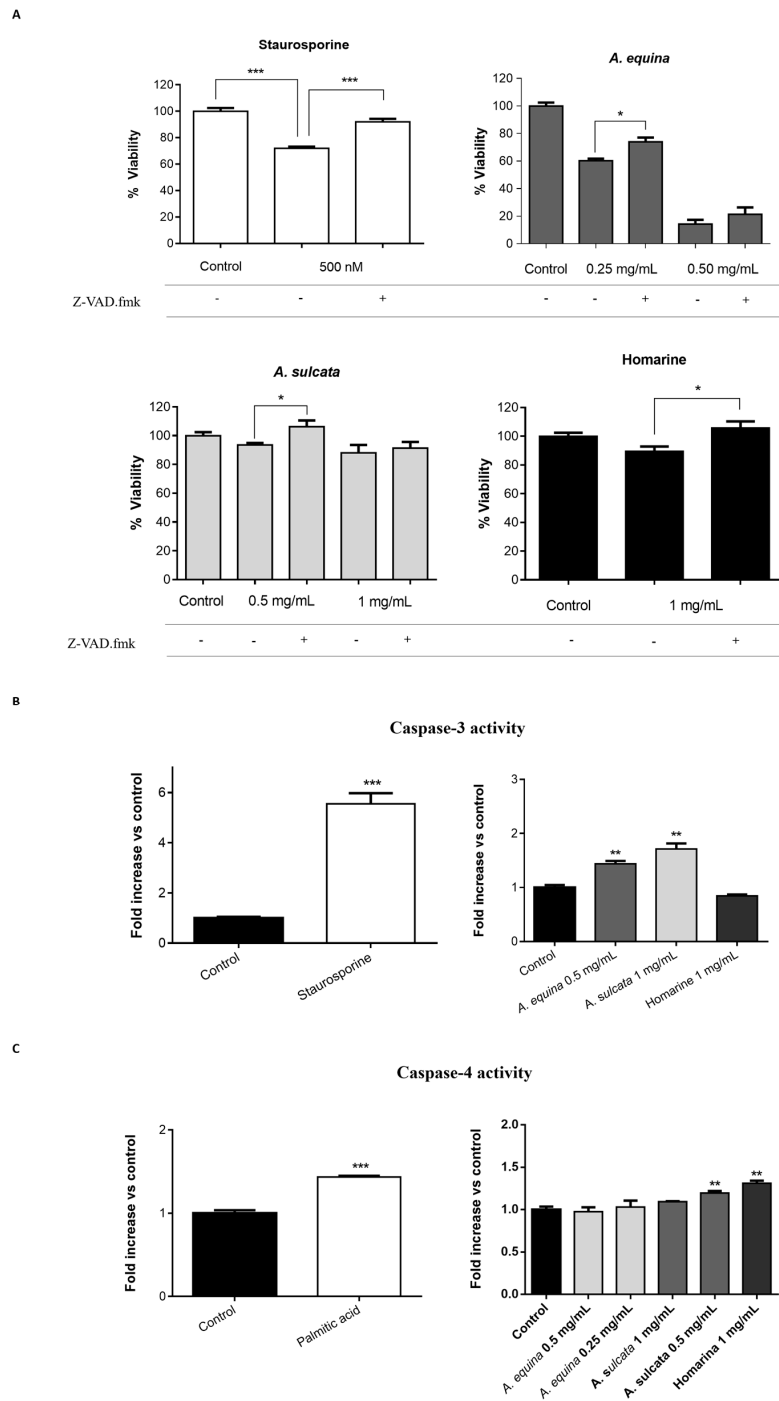 A
Staurosporine
% Viability
120
100
80
60
40
20
0
***
***
Control
500 nM
A. equina
% Viability
120
100
80
60
40
20
0
*
Control
0.25 mg/mL
0.50 mg/mL
Z-VAD.fmk
- - + - - + - +
A. sulcata
% Viability
120
100
80
60
40
20
0
*
Control
0.5 mg/mL
1 mg/mL
Homarine
% Viability
120
100
80
60
40
20
0
*
Control
1 mg/mL
Z-VAD.fmk
- - + - + - - +
B
Caspase-3 activity
Fold increase vs control
6
4
2
0
***
Control
Staurosporine
Fold increase vs control
3
2
1
0
**
**
Control
A. equina 0.5 mg/mL
A. sulcata 1 mg/mL
Homarine 1 mg/mL
C
Caspase-4 activity
Fold increase vs control
2
1
0
***
Control
Palmitic acid
Fold increase vs control
2.0
1.5
1.0
0.5
0.0
**
**
Control
A. equina 0.5 mg/mL
A. equina 0.25 mg/mL
A. sulcata 1 mg/mL
A. sulcata 0.5 mg/mL
Homarina 1 mg/mL